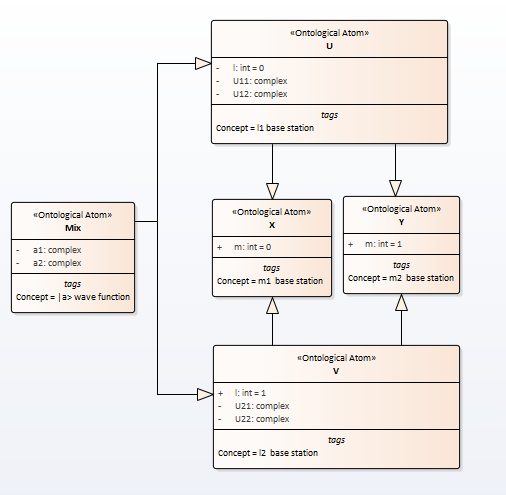 «Ontological Atom»
U
- l: int = 0
- U11: complex
- U12: complex
tags
Concept = l1 base station
«Ontological Atom»
Mix
- a1: complex
- a2: complex
tags
Concept = |a> wave function
«Ontological Atom»
X
+ m: int = 0
tags
Concept = m1 base station
«Ontological Atom»
Y
+ m: int = 1
tags
Concept = m2 base station
«Ontological Atom»
V
+ l: int = 1
- U21: complex
- U22: complex
tags
Concept = l2 base station